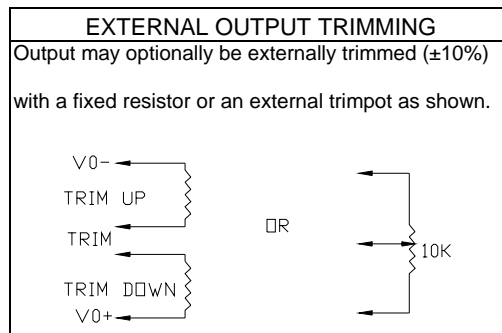 EXTERNAL OUTPUT TRIMMING
Output may optionally be externally trimmed (±10%)
with a fixed resistor or an external trimpot as shown.
V0-
TRIM UP
TRIM
TRIM DOWN
V0+
OR
10K